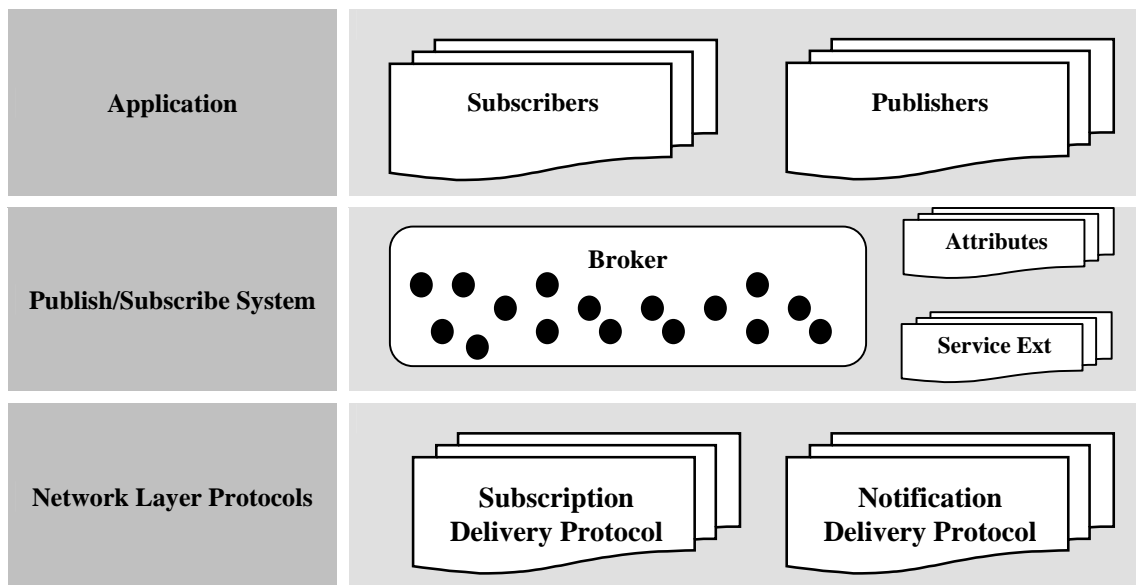 Application
Subscribers
Publishers
Publish/Subscribe System
Broker
Attributes
Service Ext
Network Layer Protocols
Subscription
Delivery Protocol
Notification
Delivery Protocol